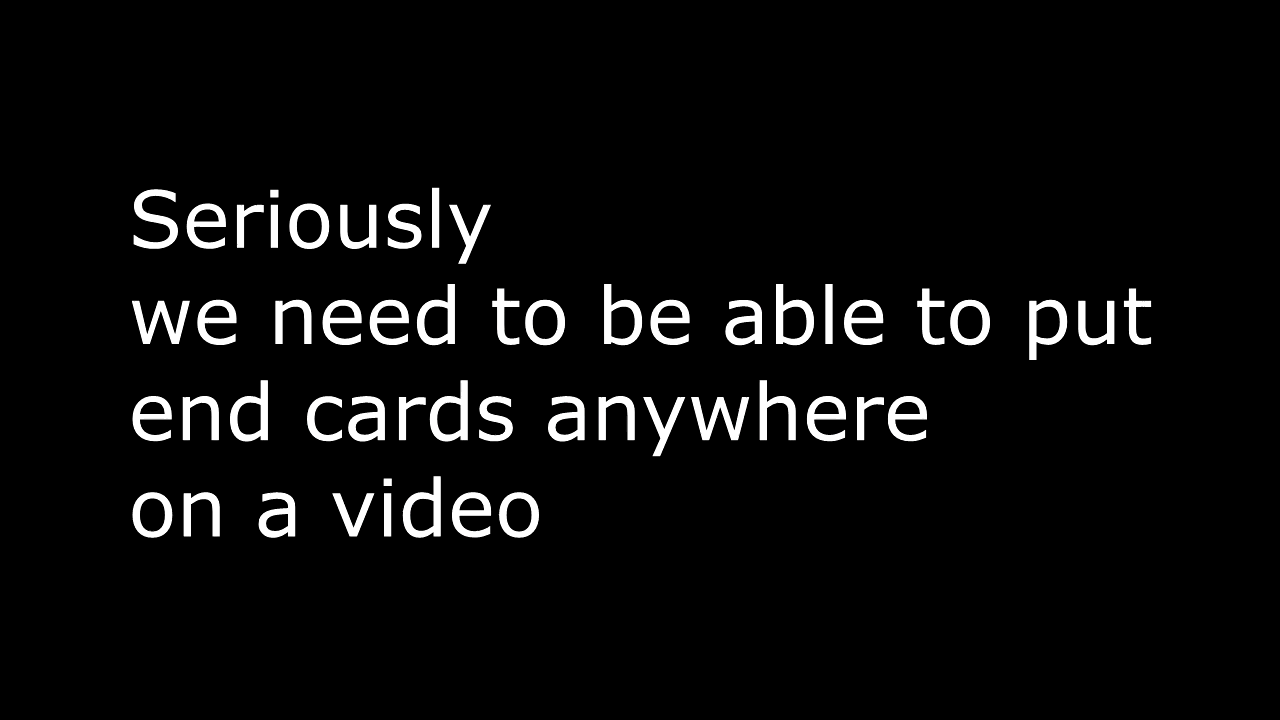 Seriously
we need to be able to put
end cards anywhere
on a video